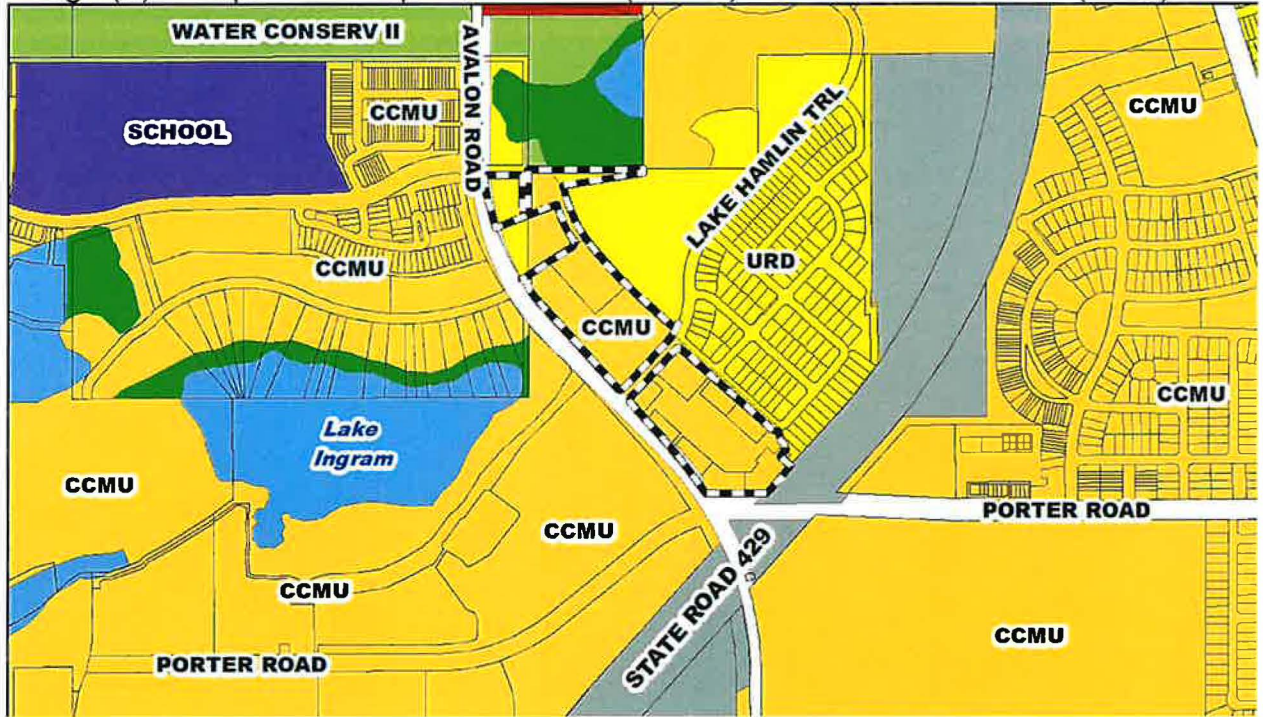 WATER CONSERV II
AVALON ROAD
CCMU
SCHOOL
CCMU
LAKE HAMLIN TRL
URD
CCMU
CCMU
CCMU
Lake
Ingram
CCMU
CCMU
PORTER ROAD
CCMU
STATE ROAD 429
CCMU
PORTER ROAD